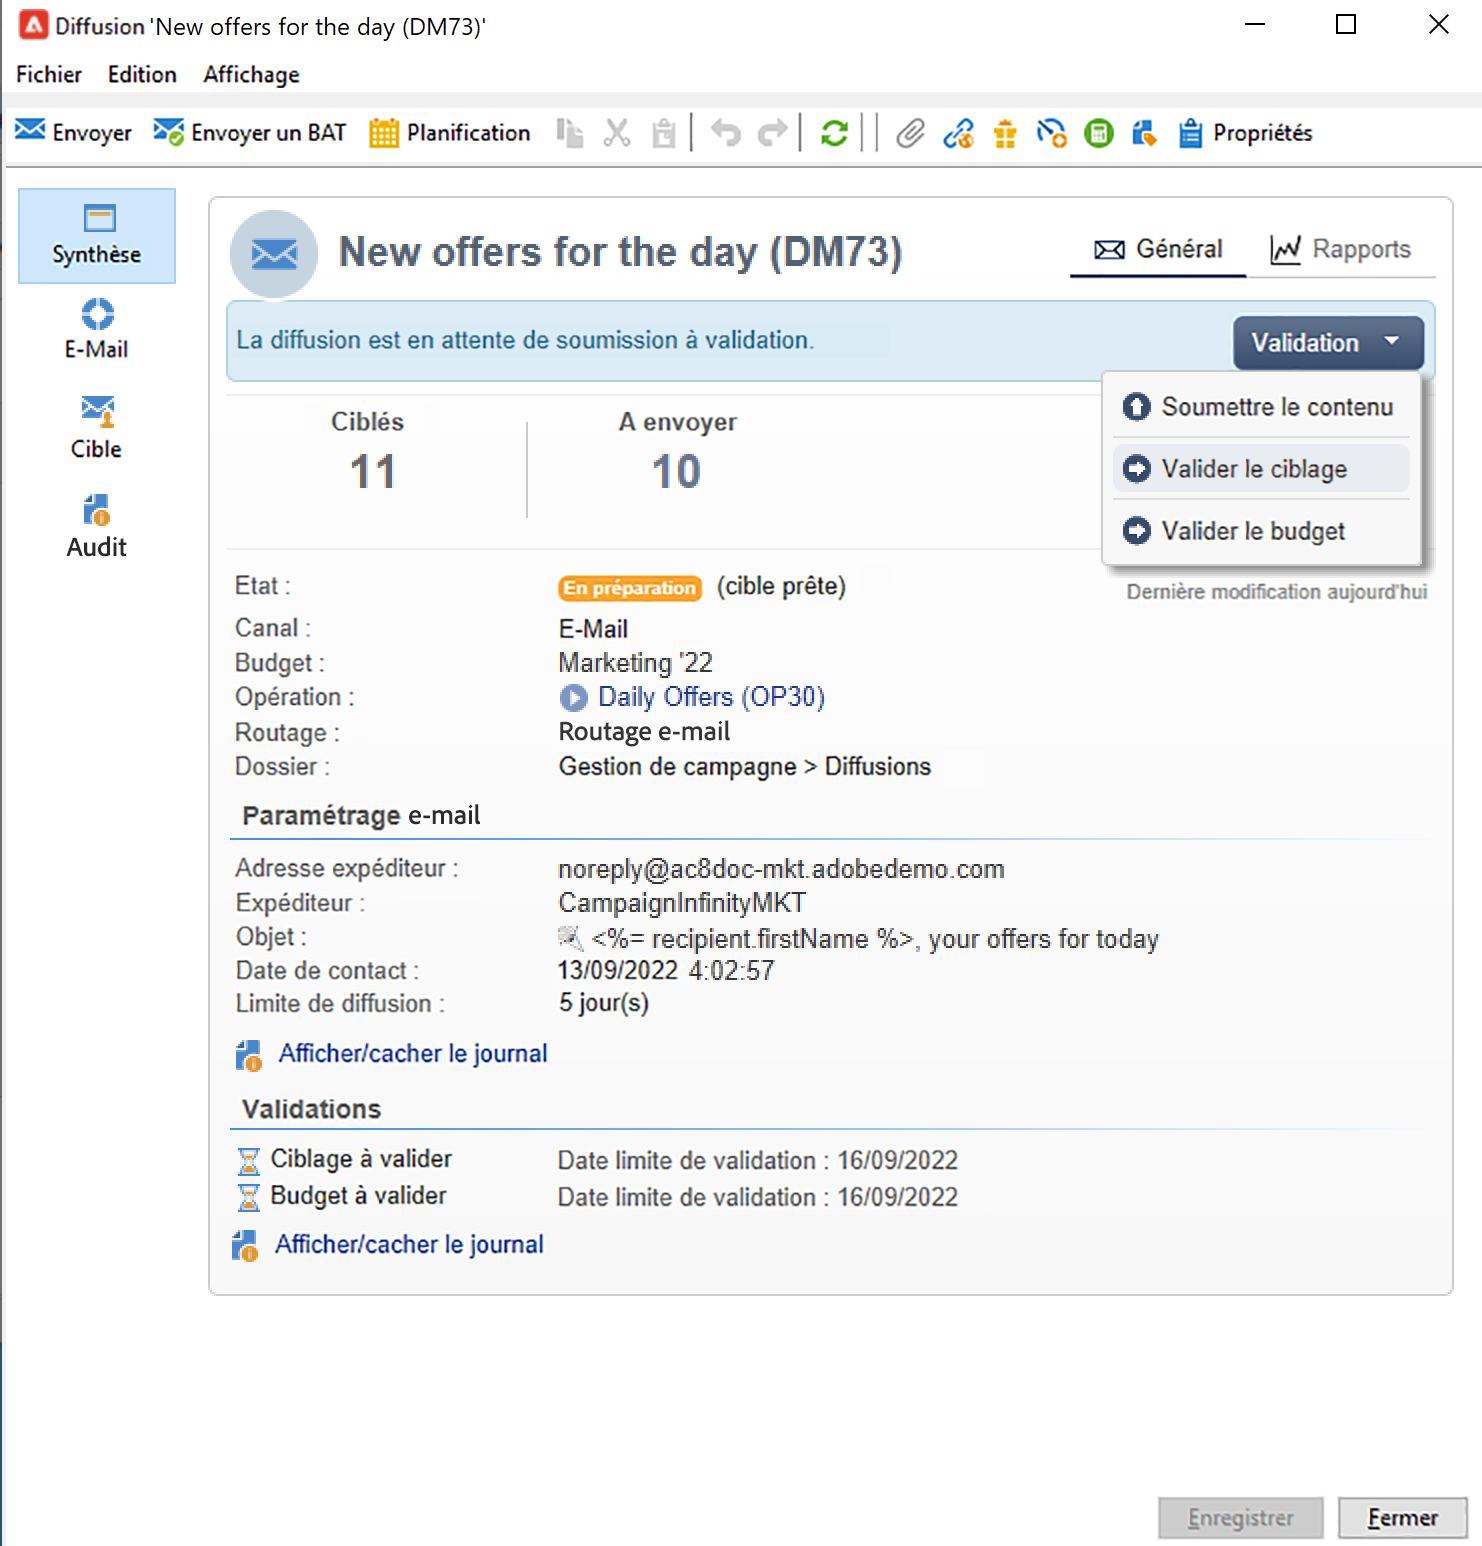 Diffusion 'New offers for the day (DM73)'
Fichier Edition Affichage
Envoyer Envoyer un BAT Planification Propriétés
Synthèse
E-Mail
Cible
Audit
New offers for the day (DM73)
Général Rapports
La diffusion est en attente de soumission à validation.
Validation
Soumettre le contenu
Valider le ciblage
Valider le budget
Ciblés A envoyer
11 10
Dernière modification aujourd'hui
Etat : En préparation (cible prête)
Canal : E-Mail
Budget : Marketing '22
Opération : Daily Offers (OP30)
Routage : Routage e-mail
Dossier : Gestion de campagne > Diffusions
Paramétrage e-mail
Adresse expéditeur : noreply@ac8doc-mkt.adobedemo.com
Expéditeur : CampaignInfinityMKT
Objet : <%= recipient.firstName %>, your offers for today
Date de contact : 13/09/2022 4:02:57
Limite de diffusion : 5 jour(s)
Afficher/cacher le journal
Validations
Ciblage à valider Date limite de validation : 16/09/2022
Budget à valider Date limite de validation : 16/09/2022
Afficher/cacher le journal
Enregistrer Fermer